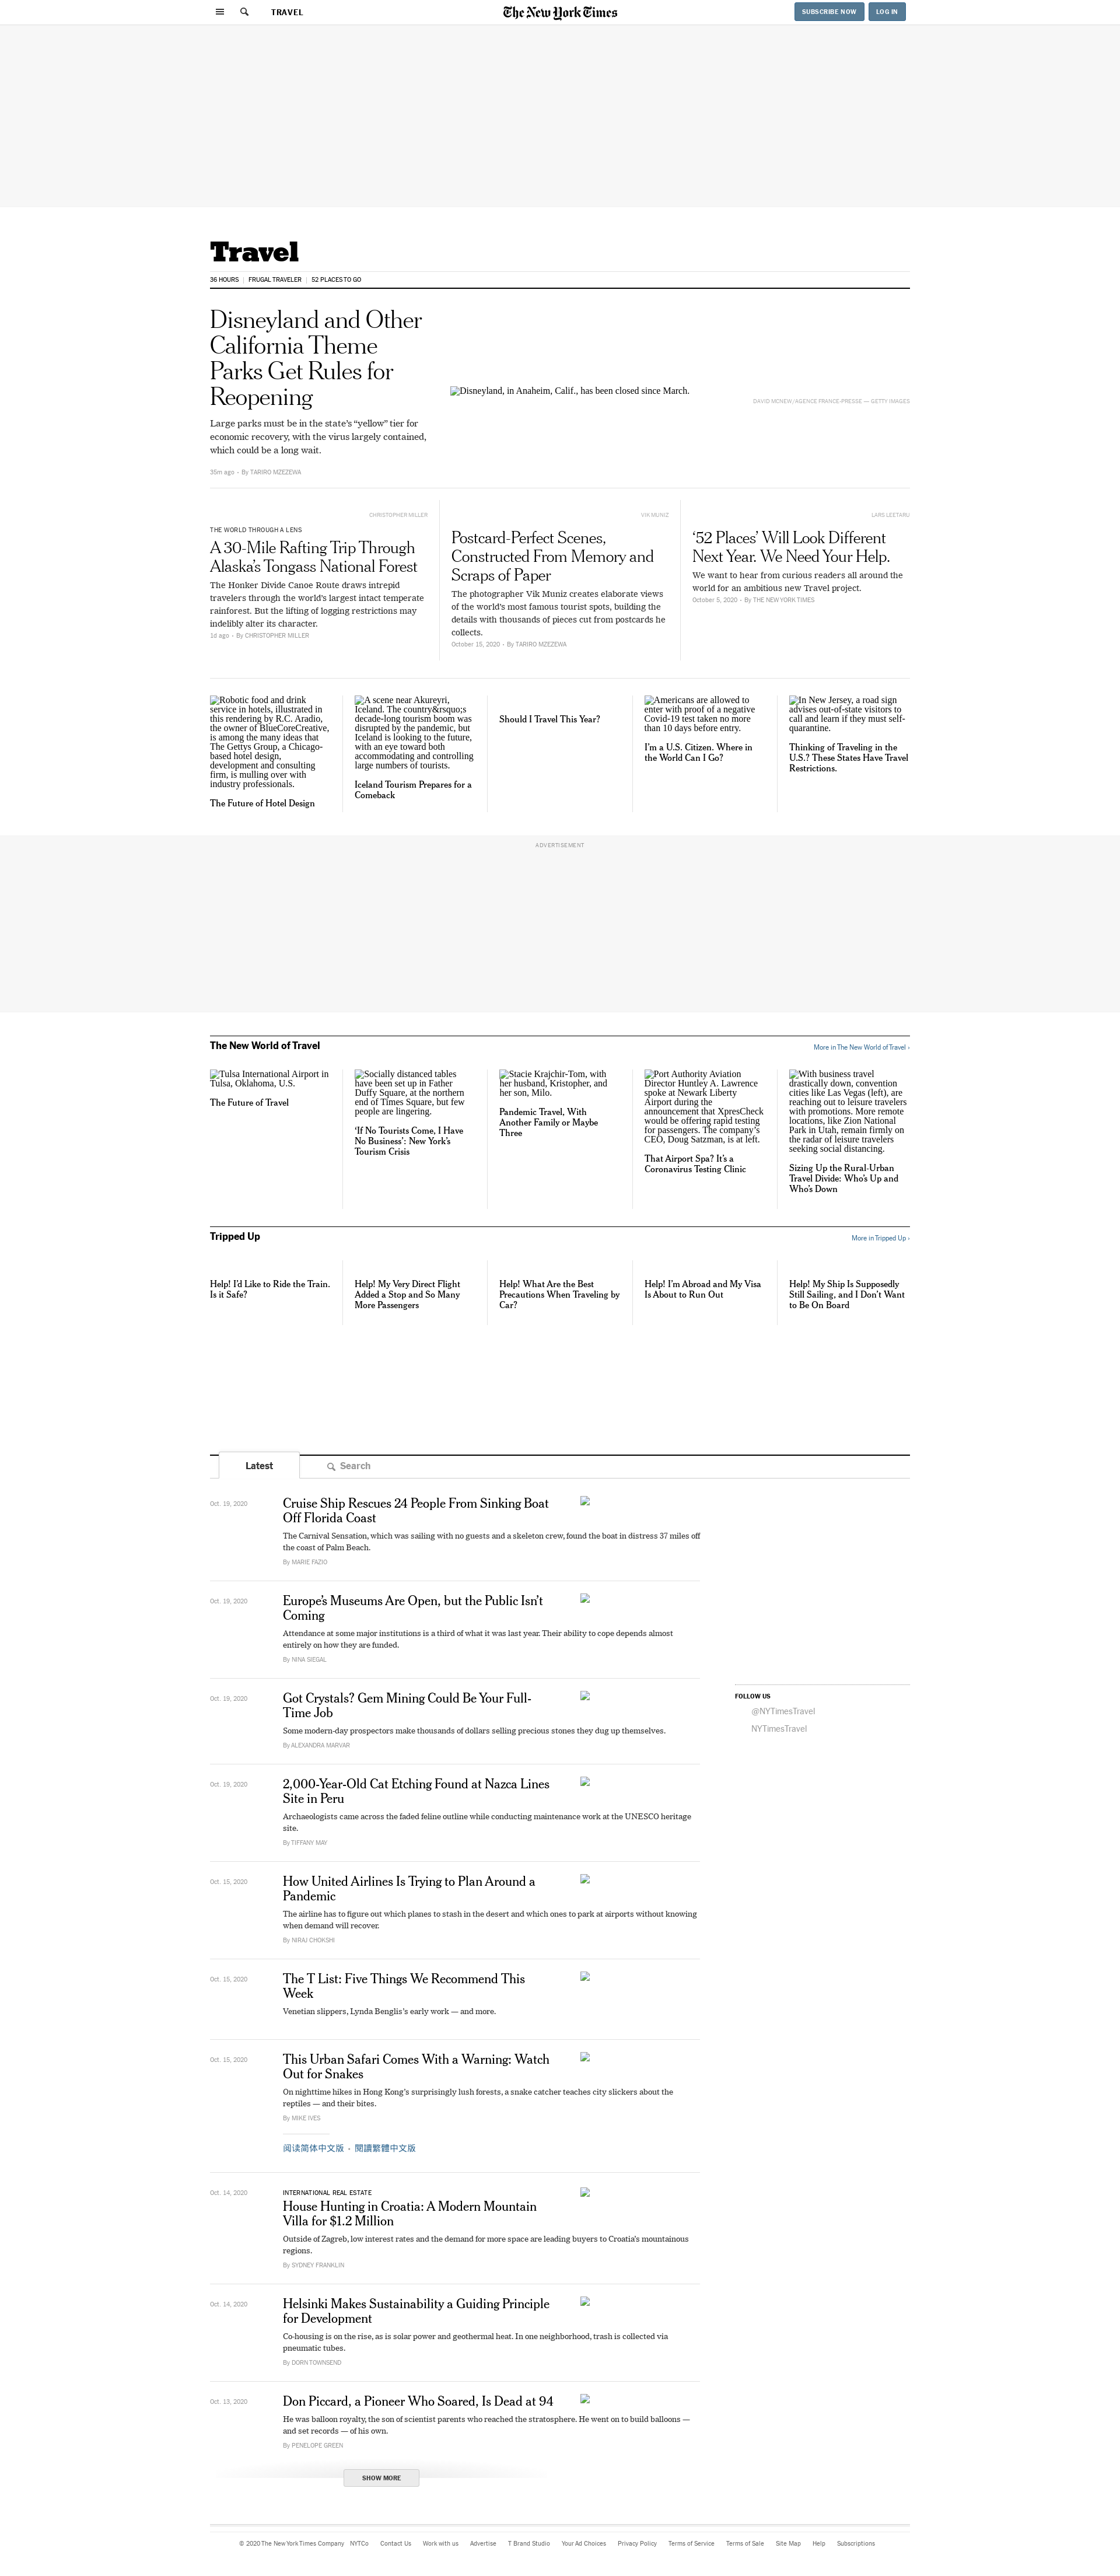 TRAVEL
The New York Times
SUBSCRIBE NOW
LOG IN
Travel
36 HOURS
FRUGAL TRAVELER
52 PLACES TO GO
Disneyland and Other
California Theme
Parks Get Rules for
Reopening
Large parks must be in the state's “yellow” tier for
economic recovery, with the virus largely contained,
which could be a long wait.
35m ago • By TARIRO MZEZEWA
Disneyland, in Anaheim, Calif., has been closed since March.
DAVID MCNEW/AGENCE FRANCE-PRESSE — GETTY IMAGES
CHRISTOPHER MILLER
THE WORLD THROUGH A LENS
A 30-Mile Rafting Trip Through
Alaska’s Tongass National Forest
The Honker Divide Canoe Route draws intrepid
travelers through the world’s largest intact temperate
rainforest. But the lifting of logging restrictions may
indelibly alter its character.
1d ago • By CHRISTOPHER MILLER
VIK MUNIZ
Postcard-Perfect Scenes,
Constructed From Memory and
Scraps of Paper
The photographer Vik Muniz creates elaborate views
of the world’s most famous tourist spots, building the
details with thousands of pieces cut from postcards he
collects.
October 15, 2020 • By TARIRO MZEZEWA
LARS LEETARU
‘52 Places’ Will Look Different
Next Year. We Need Your Help.
We want to hear from curious readers all around the
world for an ambitious new Travel project.
October 5, 2020 • By THE NEW YORK TIMES
Robotic food and drink
service in hotels, illustrated in
this rendering by R.C. Aradio,
the owner of BlueCoreCreative,
is among the many ideas that
The Gettys Group, a Chicago-
based hotel design,
development and consulting
firm, is mulling over with
industry professionals.
The Future of Hotel Design
A scene near Akureyri,
Iceland. The country&rsquo;s
decade-long tourism boom was
disrupted by the pandemic, but
Iceland is looking to the future,
with an eye toward both
accommodating and controlling
large numbers of tourists.
Iceland Tourism Prepares for a
Comeback
Should I Travel This Year?
Americans are allowed to
enter with proof of a negative
Covid-19 test taken no more
than 10 days before entry.
I’m a U.S. Citizen. Where in
the World Can I Go?
In New Jersey, a road sign
advises out-of-state visitors to
call and learn if they must self-
quarantine.
Thinking of Traveling in the
U.S.? These States Have Travel
Restrictions.
ADVERTISEMENT
The New World of Travel
More in The New World of Travel ›
Tulsa International Airport in
Tulsa, Oklahoma, U.S.
The Future of Travel
Socially distanced tables
have been set up in Father
Duffy Square, at the northern
end of Times Square, but few
people are lingering.
‘If No Tourists Come, I Have
No Business’: New York’s
Tourism Crisis
Stacie Krajchir-Tom, with
her husband, Kristopher, and
her son, Milo.
Pandemic Travel, With
Another Family or Maybe
Three
Port Authority Aviation
Director Huntley A. Lawrence
spoke at Newark Liberty
Airport during the
announcement that XpresCheck
would be offering rapid testing
for passengers. The company’s
CEO, Doug Satzman, is at left.
That Airport Spa? It’s a
Coronavirus Testing Clinic
With business travel
drastically down, convention
cities like Las Vegas (left), are
reaching out to leisure travelers
with promotions. More remote
locations, like Zion National
Park in Utah, remain firmly on
the radar of leisure travelers
seeking social distancing.
Sizing Up the Rural-Urban
Travel Divide: Who’s Up and
Who’s Down
Tripped Up
More in Tripped Up ›
Help! I’d Like to Ride the Train.
Is it Safe?
Help! My Very Direct Flight
Added a Stop and So Many
More Passengers
Help! What Are the Best
Precautions When Traveling by
Car?
Help! I’m Abroad and My Visa
Is About to Run Out
Help! My Ship Is Supposedly
Still Sailing, and I Don’t Want
to Be On Board
Latest
Search
Oct. 19, 2020
Cruise Ship Rescues 24 People From Sinking Boat
Off Florida Coast
The Carnival Sensation, which was sailing with no guests and a skeleton crew, found the boat in distress 37 miles off
the coast of Palm Beach.
By MARIE FAZIO
Oct. 19, 2020
Europe’s Museums Are Open, but the Public Isn’t
Coming
Attendance at some major institutions is a third of what it was last year. Their ability to cope depends almost
entirely on how they are funded.
By NINA SIEGAL
Oct. 19, 2020
Got Crystals? Gem Mining Could Be Your Full-
Time Job
Some modern-day prospectors make thousands of dollars selling precious stones they dug up themselves.
By ALEXANDRA MARVAR
FOLLOW US
@NYTimesTravel
NYTimesTravel
Oct. 19, 2020
2,000-Year-Old Cat Etching Found at Nazca Lines
Site in Peru
Archaeologists came across the faded feline outline while conducting maintenance work at the UNESCO heritage
site.
By TIFFANY MAY
Oct. 15, 2020
How United Airlines Is Trying to Plan Around a
Pandemic
The airline has to figure out which planes to stash in the desert and which ones to park at airports without knowing
when demand will recover.
By NIRAJ CHOKSHI
Oct. 15, 2020
The T List: Five Things We Recommend This
Week
Venetian slippers, Lynda Benglis’s early work — and more.
Oct. 15, 2020
This Urban Safari Comes With a Warning: Watch
Out for Snakes
On nighttime hikes in Hong Kong’s surprisingly lush forests, a snake catcher teaches city slickers about the
reptiles — and their bites.
By MIKE IVES
阅读简体中文版 • 閱讀繁體中文版
Oct. 14, 2020
INTERNATIONAL REAL ESTATE
House Hunting in Croatia: A Modern Mountain
Villa for $1.2 Million
Outside of Zagreb, low interest rates and the demand for more space are leading buyers to Croatia’s mountainous
regions.
By SYDNEY FRANKLIN
Oct. 14, 2020
Helsinki Makes Sustainability a Guiding Principle
for Development
Co-housing is on the rise, as is solar power and geothermal heat. In one neighborhood, trash is collected via
pneumatic tubes.
By DORN TOWNSEND
Oct. 13, 2020
Don Piccard, a Pioneer Who Soared, Is Dead at 94
He was balloon royalty, the son of scientist parents who reached the stratosphere. He went on to build balloons —
and set records — of his own.
By PENELOPE GREEN
SHOW MORE
© 2020 The New York Times Company NYTCo Contact Us Work with us Advertise T Brand Studio Your Ad Choices Privacy Policy Terms of Service Terms of Sale Site Map Help Subscriptions